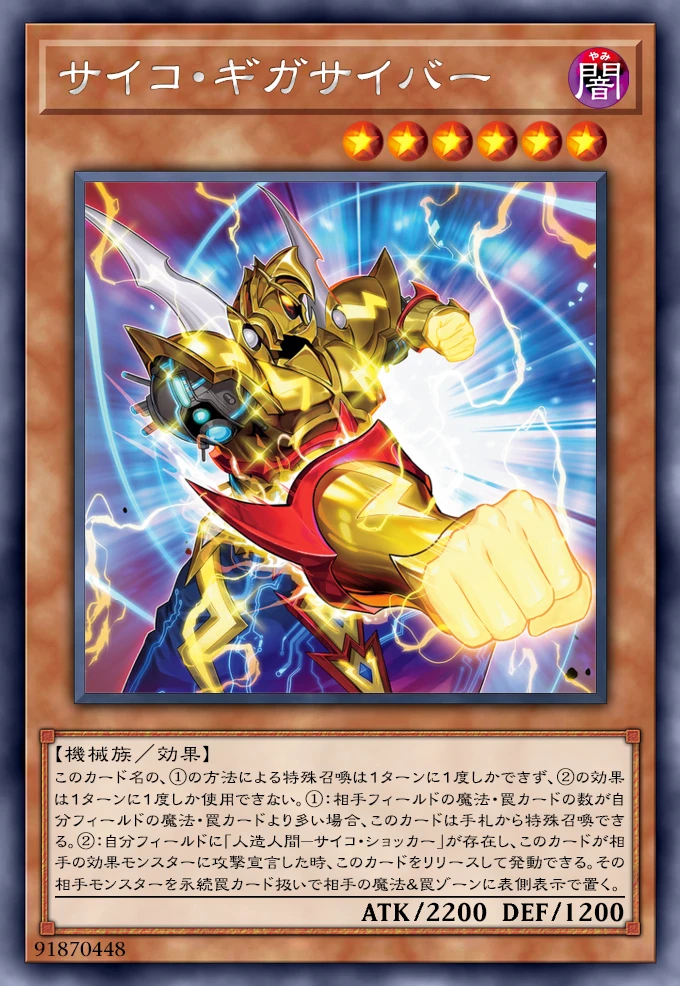 サイコ・ギガサイバー
やみ
闇
【機械族／効果】
このカード名の、①の方法による特殊召喚は1ターンに1度しかできず、②の効果
は1ターンに1度しか使用できない。①：相手フィールドの魔法・罠カードの数が自
分フィールドの魔法・罠カードより多い場合、このカードは手札から特殊召喚でき
る。②：自分フィールドに「人造人間－サイコ・ショッカー」が存在し、このカードが相
手の効果モンスターに攻撃宣言した時、このカードをリリースして発動できる。その
相手モンスターを永続罠カード扱いで相手の魔法&罠ゾーンに表側表示で置く。
ATK/2200 DEF/1200
91870448